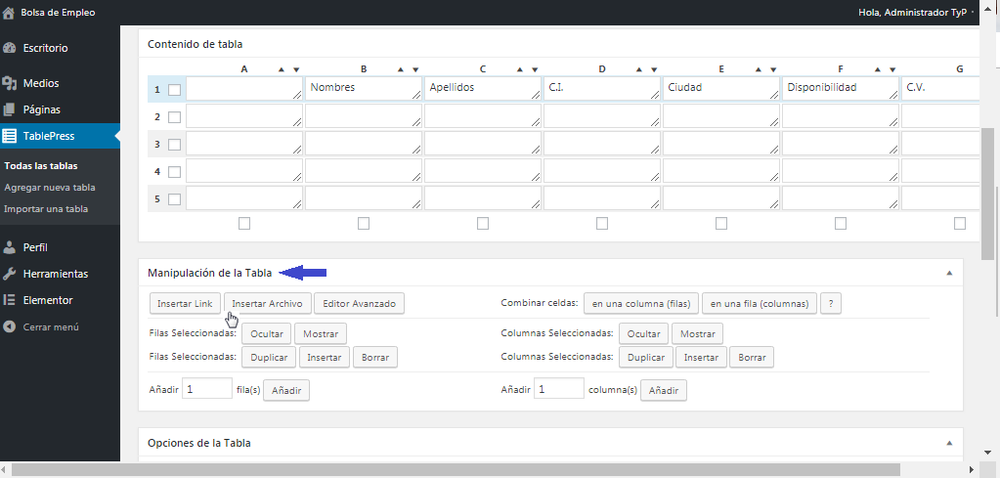 Bolsa de Empleo
Hola, Administrador TyP
Escritorio
Medios
Páginas
TablePress
Todas las tablas
Agregar nueva tabla
Importar una tabla
Perfil
Herramientas
Elementor
Cerrar menú
Contenido de tabla
A B C D E F G
1 Nombres Apellidos C.I. Ciudad Disponibilidad C.V.
2
3
4
5
Manipulación de la Tabla
Insertar Link Insertar Archivo Editor Avanzado Combinar celdas: en una columna (filas) en una fila (columnas) ?
Filas Seleccionadas: Ocultar Mostrar Columnas Seleccionadas: Ocultar Mostrar
Filas Seleccionadas: Duplicar Insertar Borrar Columnas Seleccionadas: Duplicar Insertar Borrar
Añadir 1 fila(s) Añadir Añadir 1 columna(s) Añadir
Opciones de la Tabla